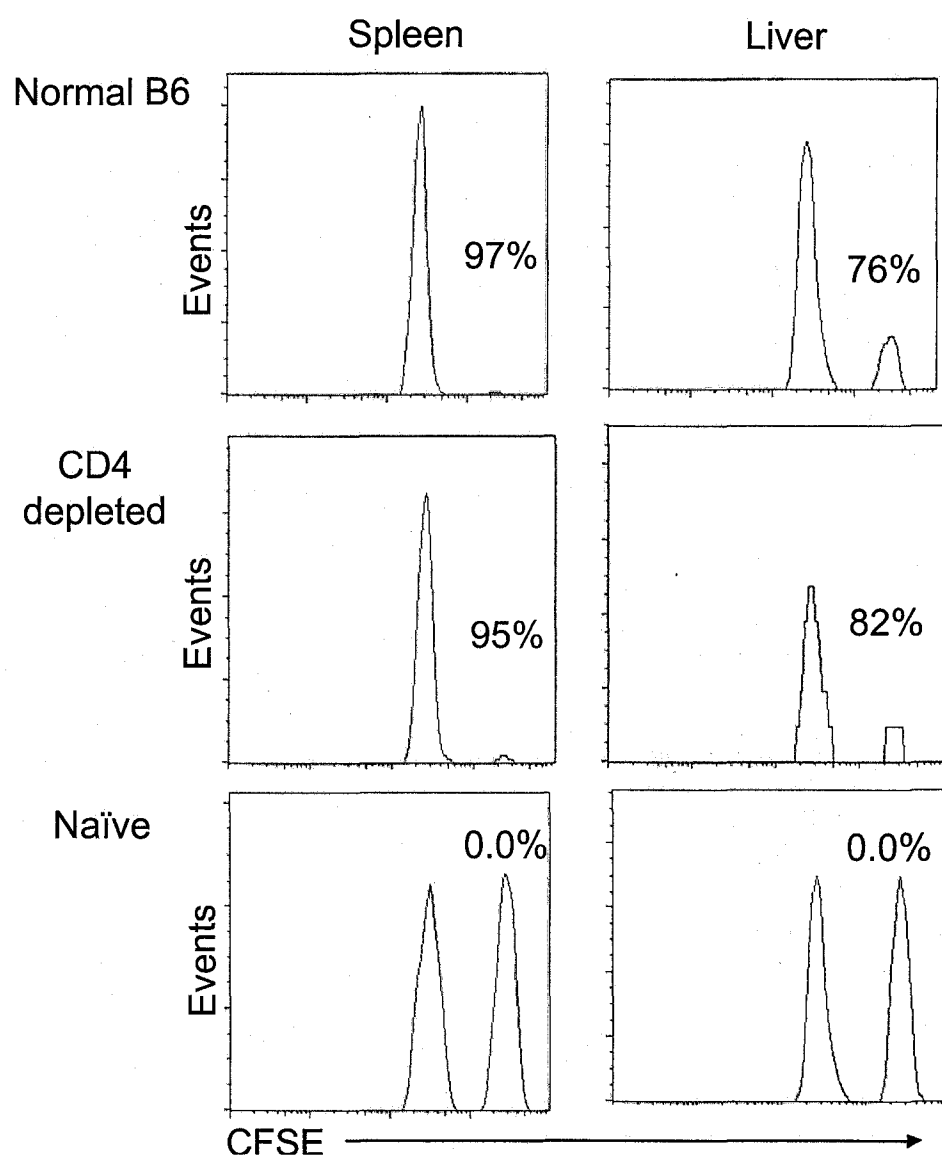 Spleen
Liver
Normal B6
Events
97%
76%
CD4
depleted
Events
95%
82%
Naïve
Events
0.0%
0.0%
CFSE